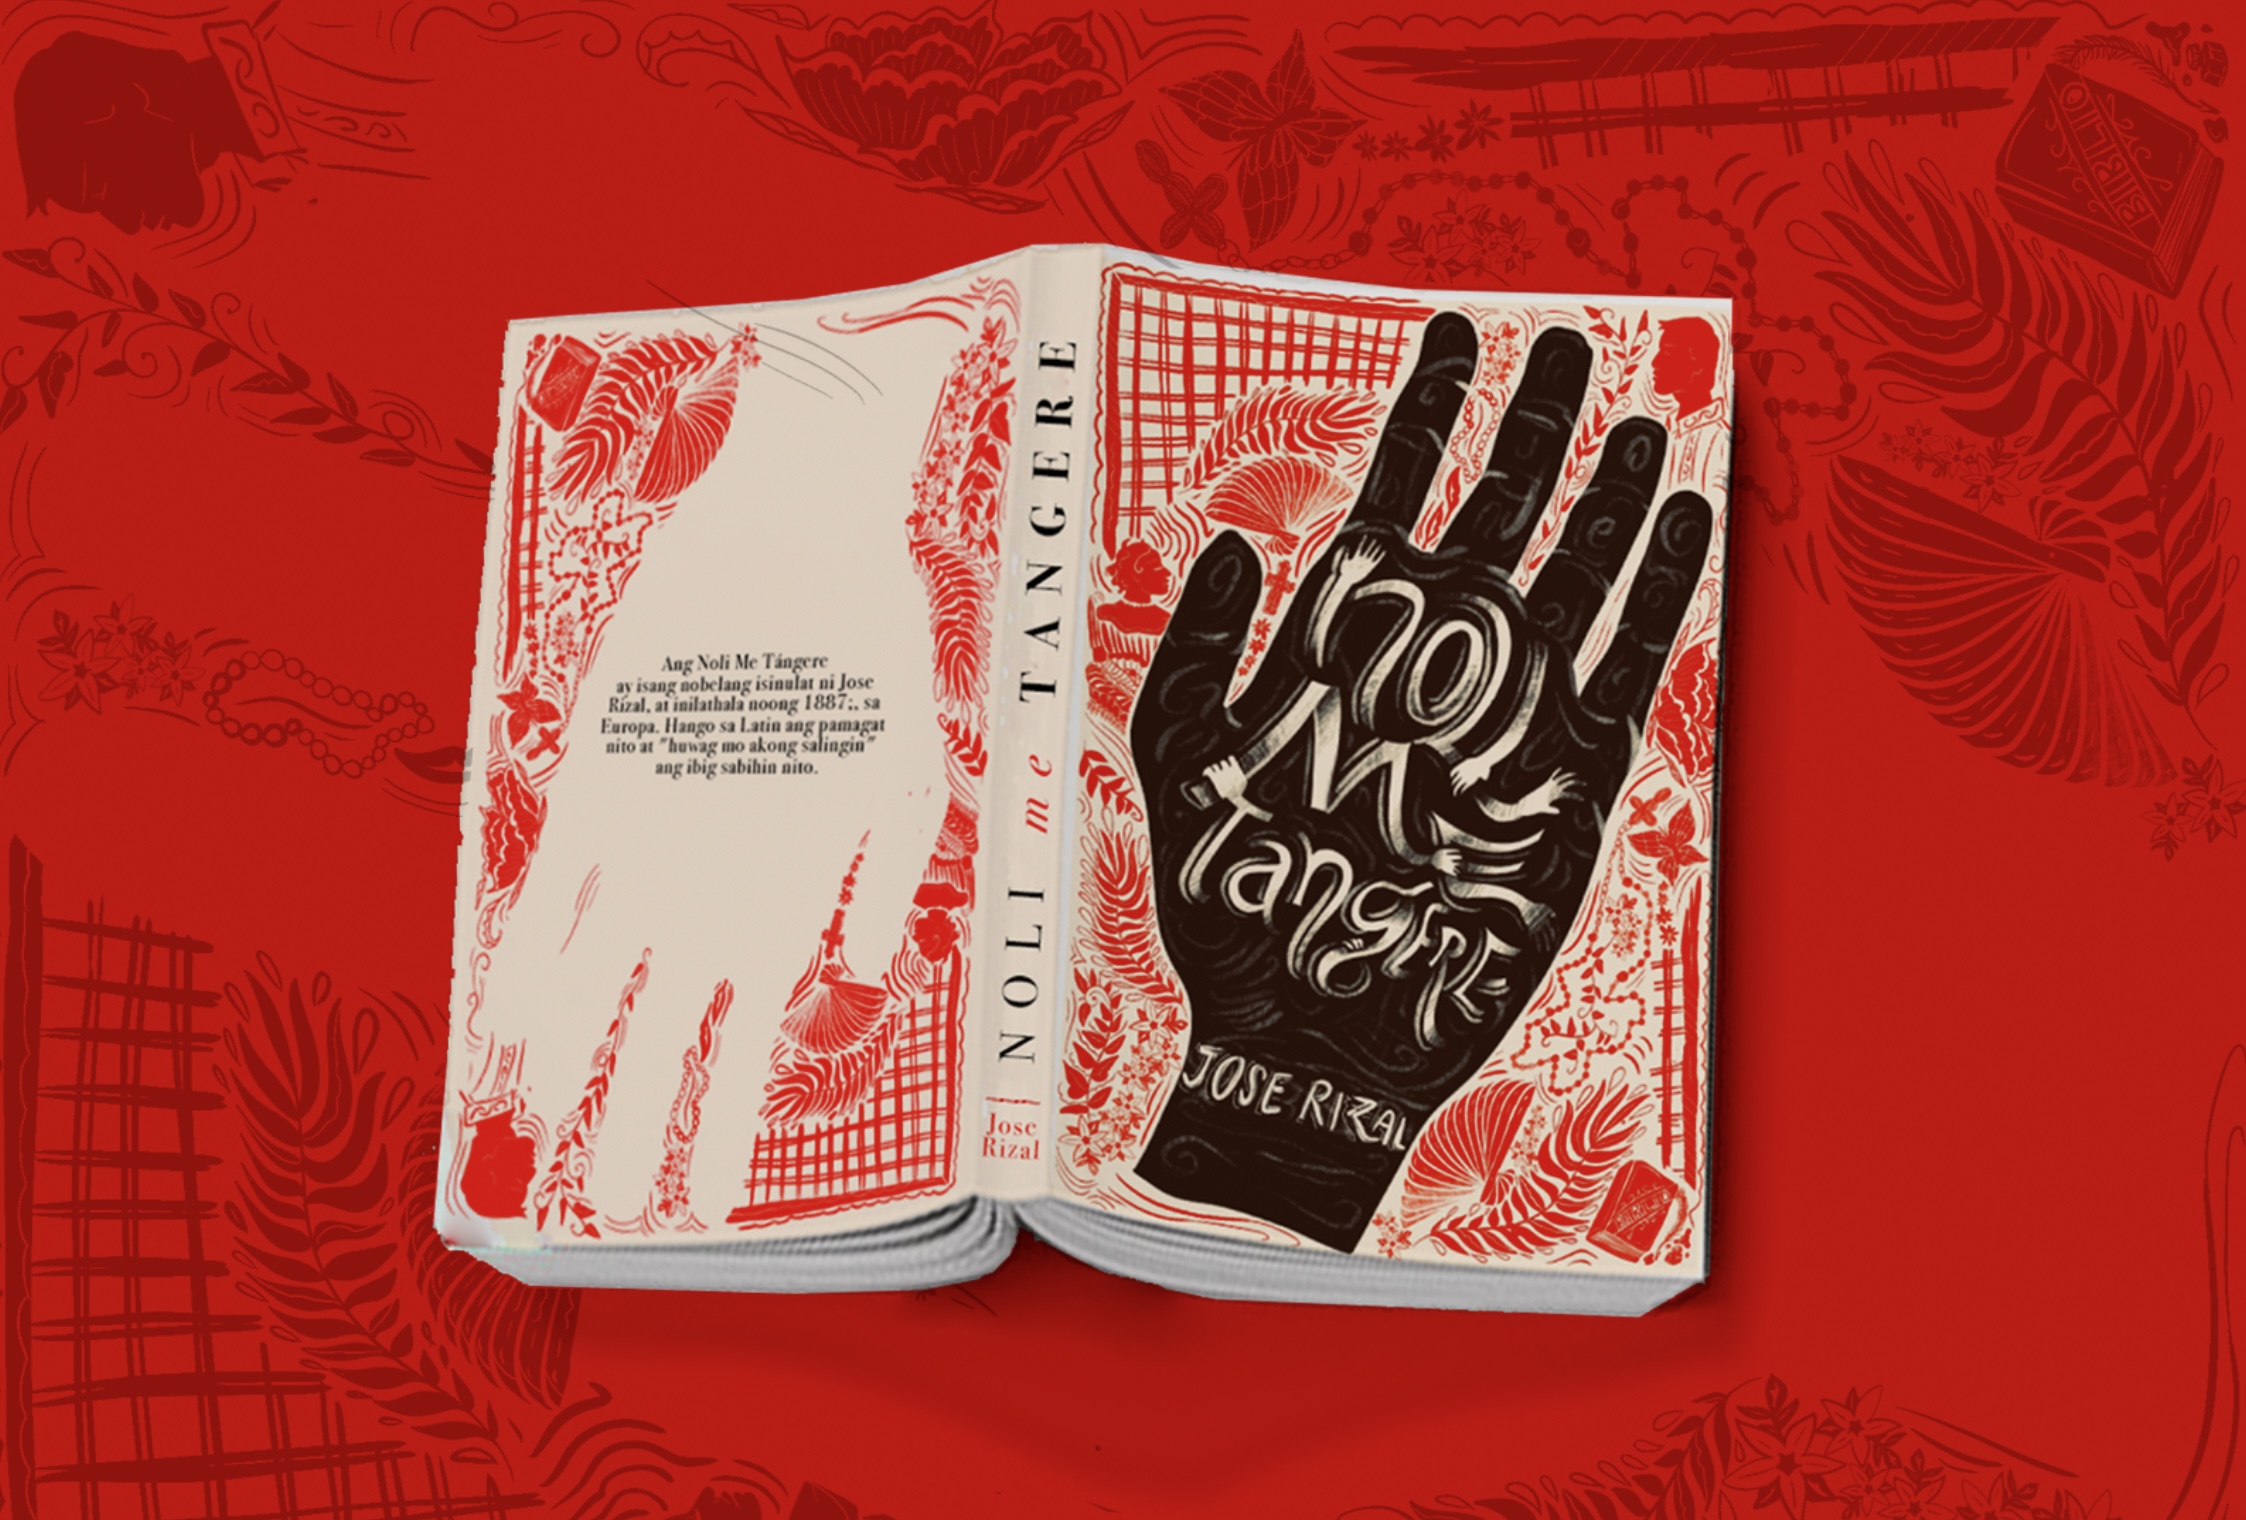 Ang Noli Me Tángere
ay isang nobelang isinulat ni Jose
Rizal, at inilathala noong 1887;, sa
Europa. Hango sa Latin ang pamagat
nito at "huwag mo akong salingin"
ang ibig sabihin nito.
NOLI me TANGERE
Jose
Rizal
noli
Me
Tangere
JOSE RIZAL
BIBLIO